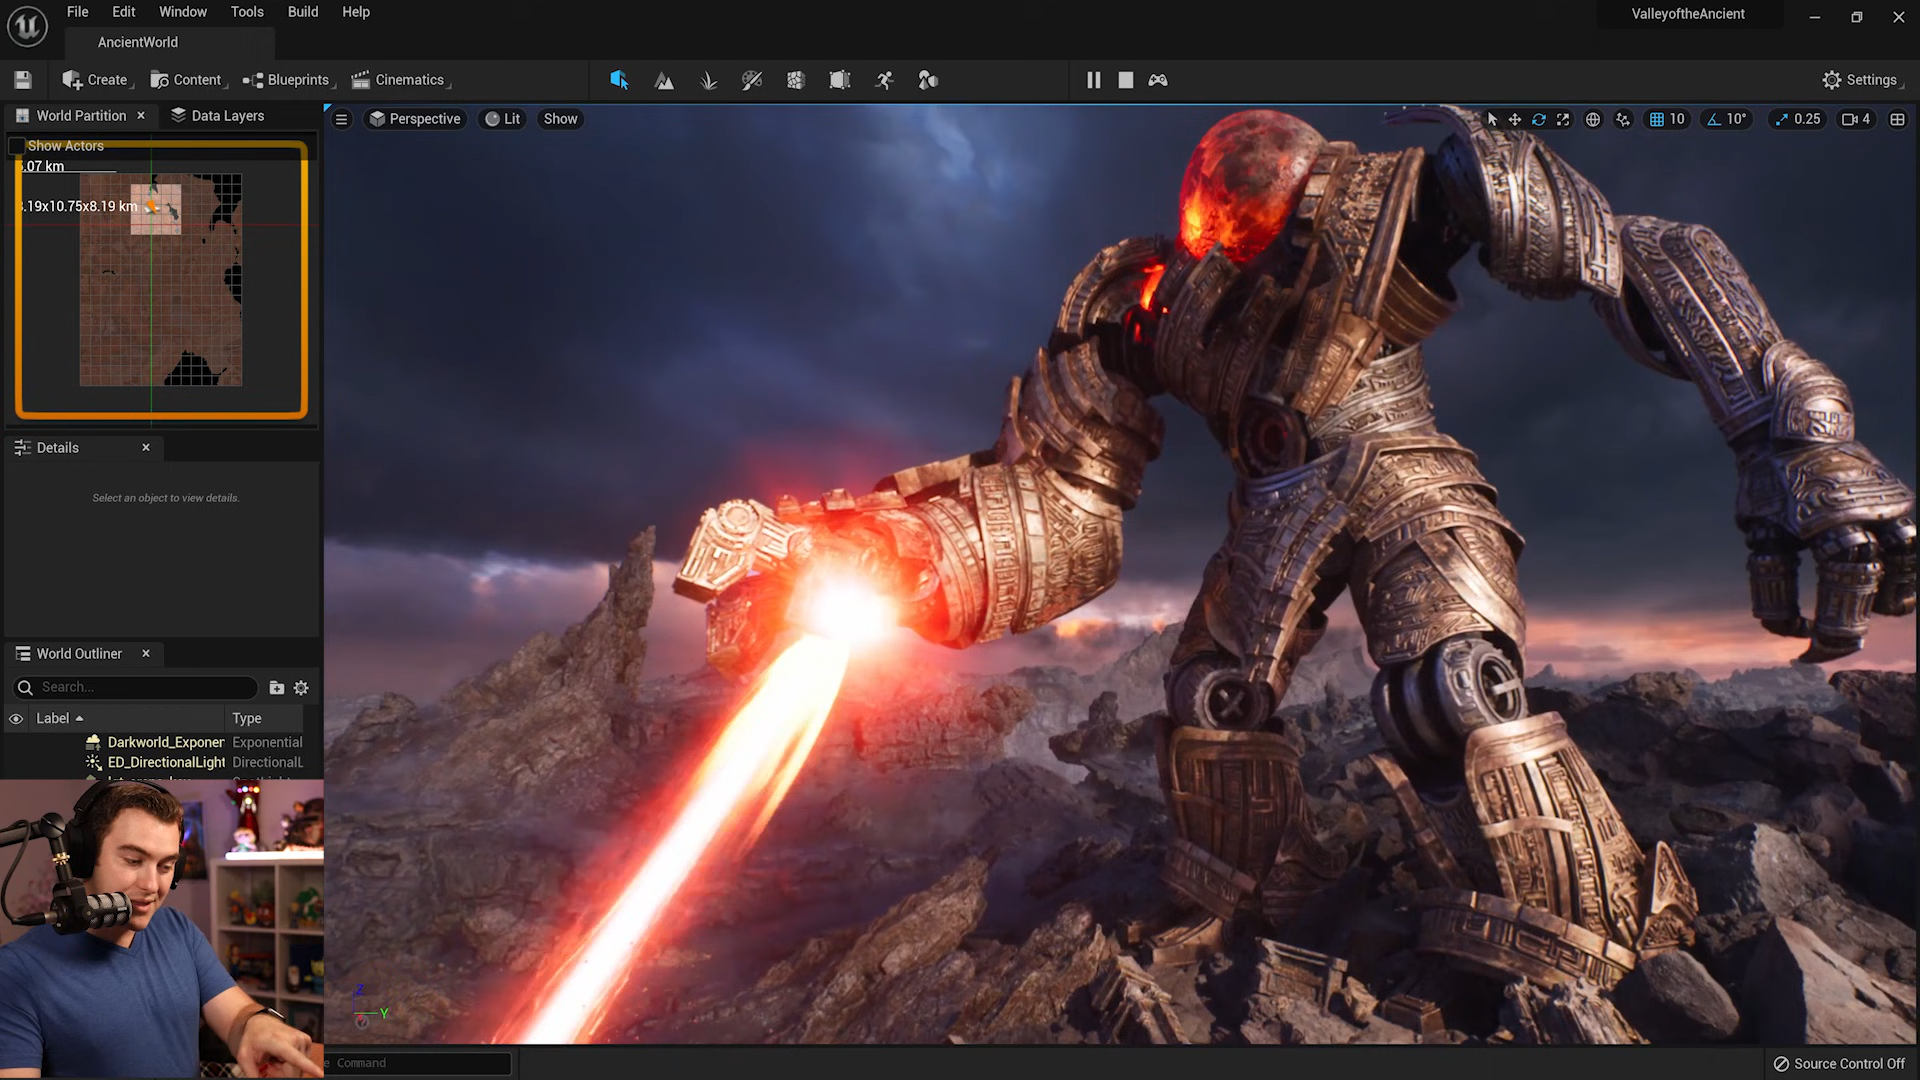 File Edit Window Tools Build Help
ValleyoftheAncient
AncientWorld
Create Content Blueprints Cinematics
Settings
World Partition Data Layers
Perspective Lit Show
10 10° 0.25 4
Show Actors
.07 km
.19x10.75x8.19 km
Details
Select an object to view details.
World Outliner
Search...
Label Type
Darkworld_Exponer Exponential
ED_DirectionalLight DirectionalL
Z
Y
Command
Source Control Off